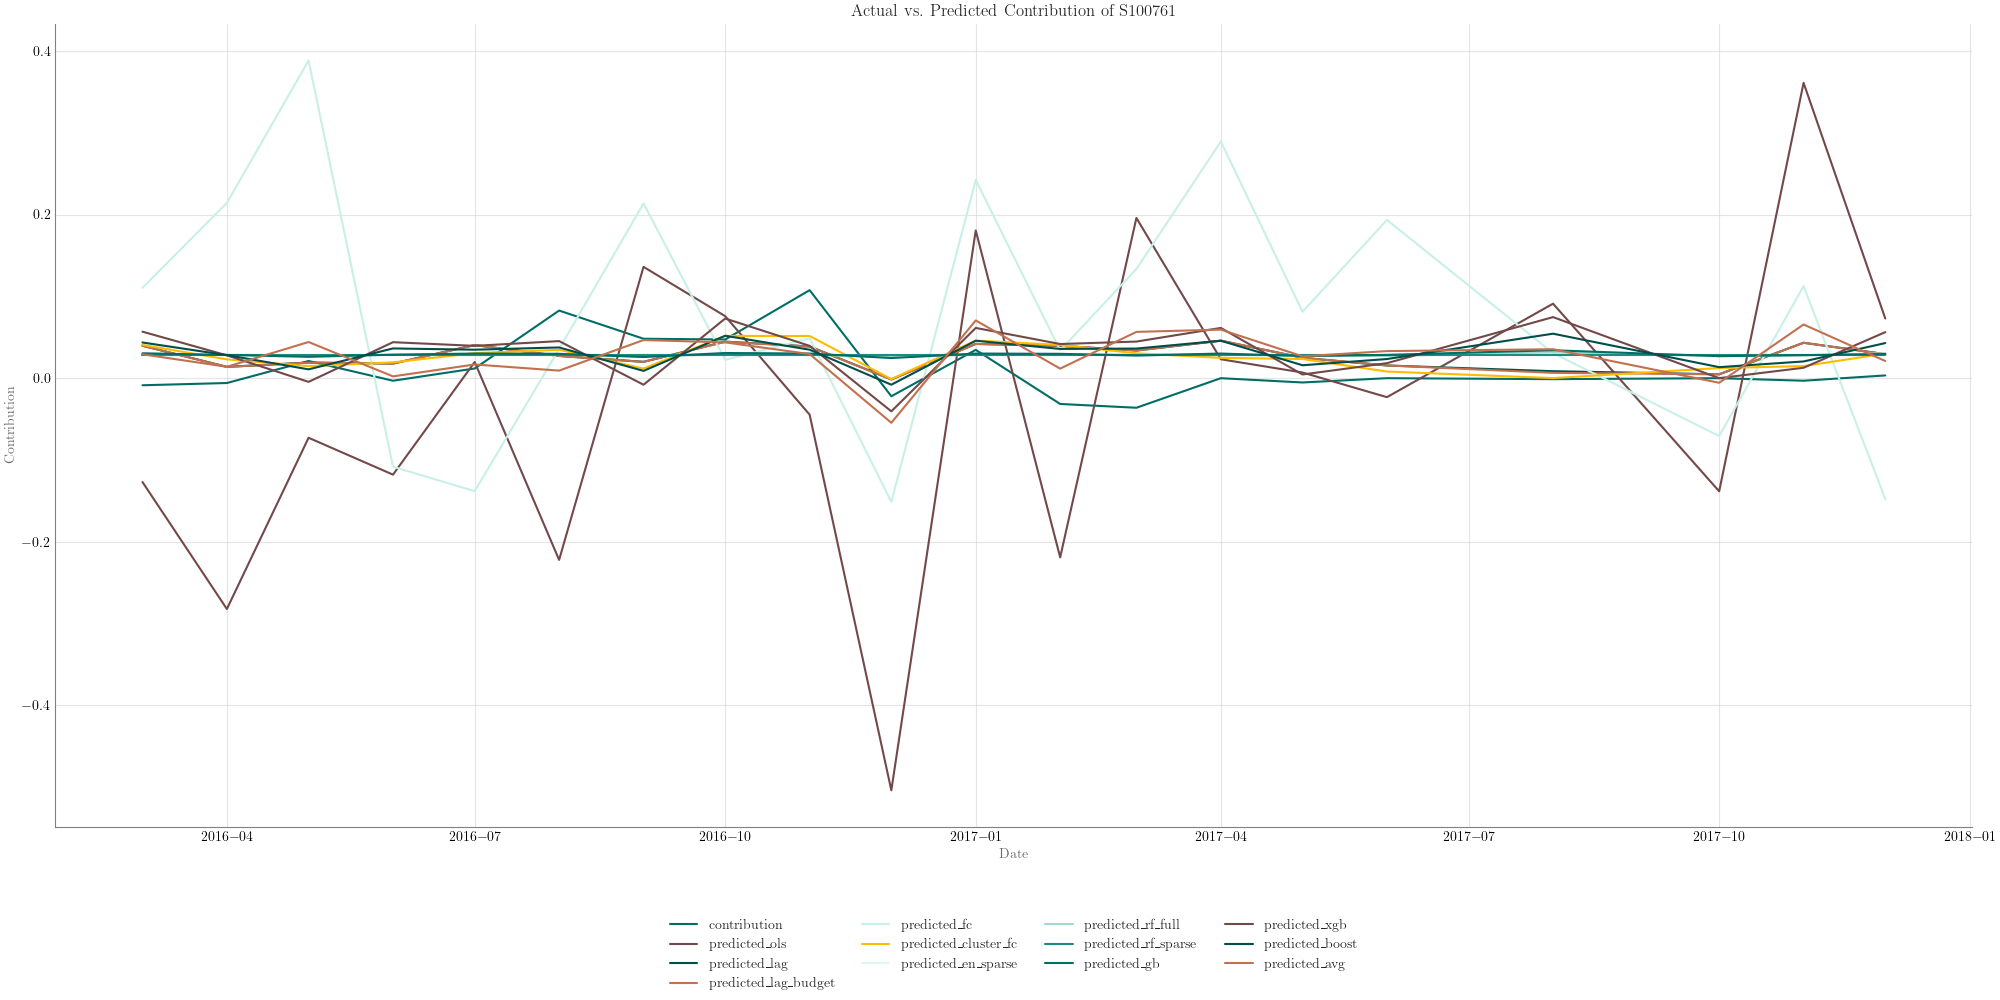 Actual vs. Predicted Contribution of S100761
0.4
0.2
0.0
−0.2
−0.4
Contribution
2016−04 2016−07 2016−10 2017−01 2017−04 2017−07 2017−10 2018−01
Date
contribution predicted_fc predicted_rf_full predicted_xgb
predicted_ols predicted_cluster_fc predicted_rf_sparse predicted_boost
predicted_lag predicted_en_sparse predicted_gb predicted_avg
predicted_lag_budget